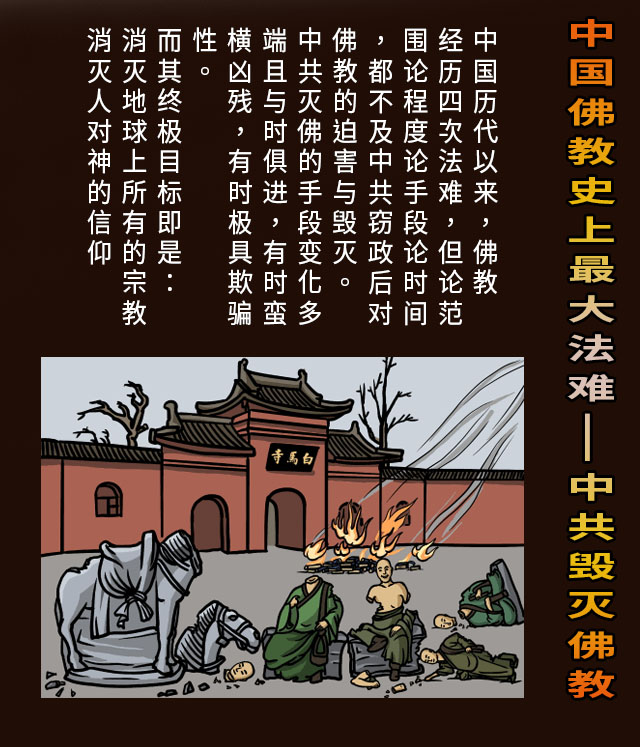 中国佛教史上最大法难—中共毁灭佛教
中国历代以来，佛教
经历四次法难，但论范
围论程度论手段论时间
，都不及中共窃政后对
佛教的迫害与毁灭。
中共灭佛的手段变化多
端且与时俱进，有时蛮
横凶残，有时极具欺骗
性。
而其终极目标即是：
消灭地球上所有的宗教
消灭人对神的信仰
白馬寺